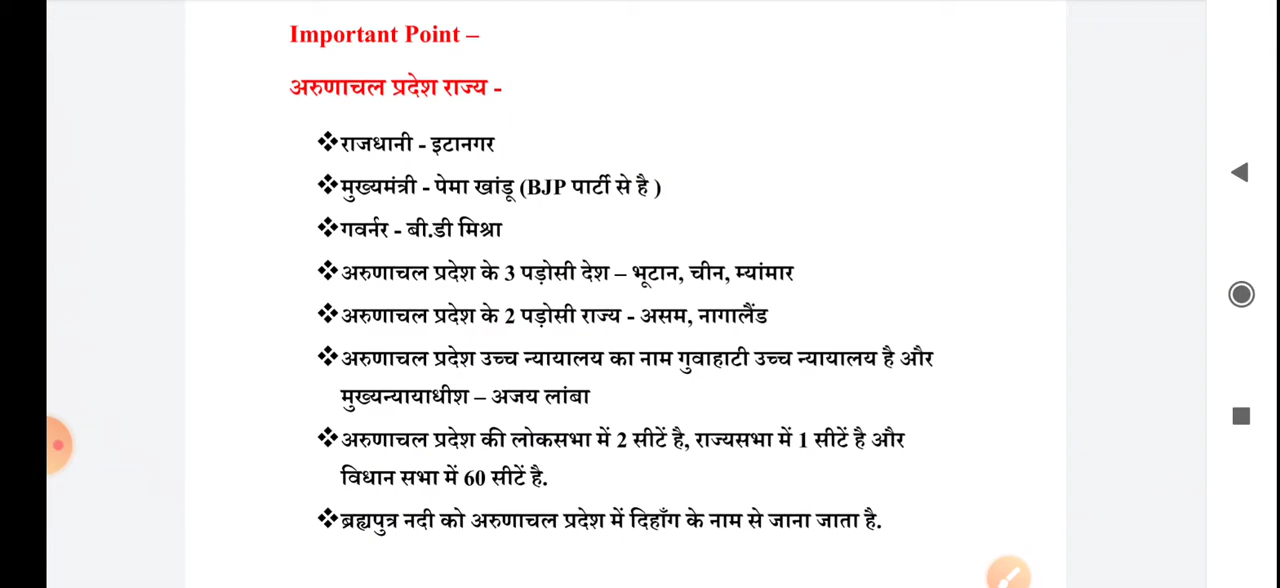 Important Point –
अरुणाचल प्रदेश राज्य -
❖राजधानी - इटानगर
❖मुख्यमंत्री - पेमा खांडू (BJP पार्टी से है )
❖गवर्नर - बी.डी मिश्रा
❖अरुणाचल प्रदेश के 3 पड़ोसी देश – भूटान, चीन, म्यांमार
❖अरुणाचल प्रदेश के 2 पड़ोसी राज्य - असम, नागालैंड
❖अरुणाचल प्रदेश उच्च न्यायालय का नाम गुवाहाटी उच्च न्यायालय है और
मुख्यन्यायाधीश – अजय लांबा
❖अरुणाचल प्रदेश की लोकसभा में 2 सीटें है, राज्यसभा में 1 सीटें है और
विधान सभा में 60 सीटें है.
❖ब्रह्यपुत्र नदी को अरुणाचल प्रदेश में दिहाँग के नाम से जाना जाता है.